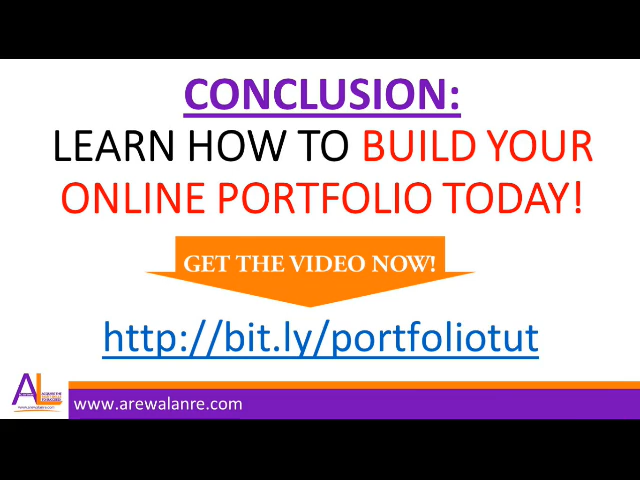 CONCLUSION:
LEARN HOW TO BUILD YOUR
ONLINE PORTFOLIO TODAY!
GET THE VIDEO NOW!
http://bit.ly/portfoliotut
AL
www.arewalanre.com